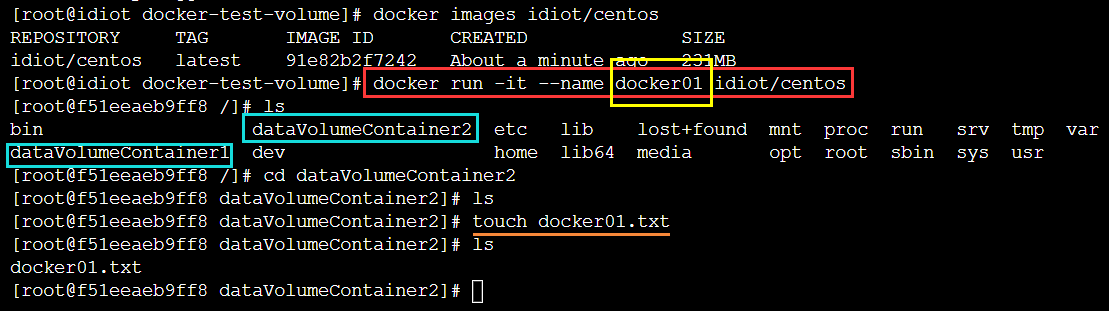 [root@idiot docker-test-volume]# docker images idiot/centos
REPOSITORY TAG IMAGE ID CREATED SIZE
idiot/centos latest 91e82b2f7242 About a minute ago 231MB
[root@idiot docker-test-volume]# docker run -it --name docker01 idiot/centos
[root@f51eeaeb9ff8 /]# ls
bin dataVolumeContainer2 etc lib lost+found mnt proc run srv tmp var
dataVolumeContainer1 dev home lib64 media opt root sbin sys usr
[root@f51eeaeb9ff8 /]# cd dataVolumeContainer2
[root@f51eeaeb9ff8 dataVolumeContainer2]# ls
[root@f51eeaeb9ff8 dataVolumeContainer2]# touch docker01.txt
[root@f51eeaeb9ff8 dataVolumeContainer2]# ls
docker01.txt
[root@f51eeaeb9ff8 dataVolumeContainer2]#